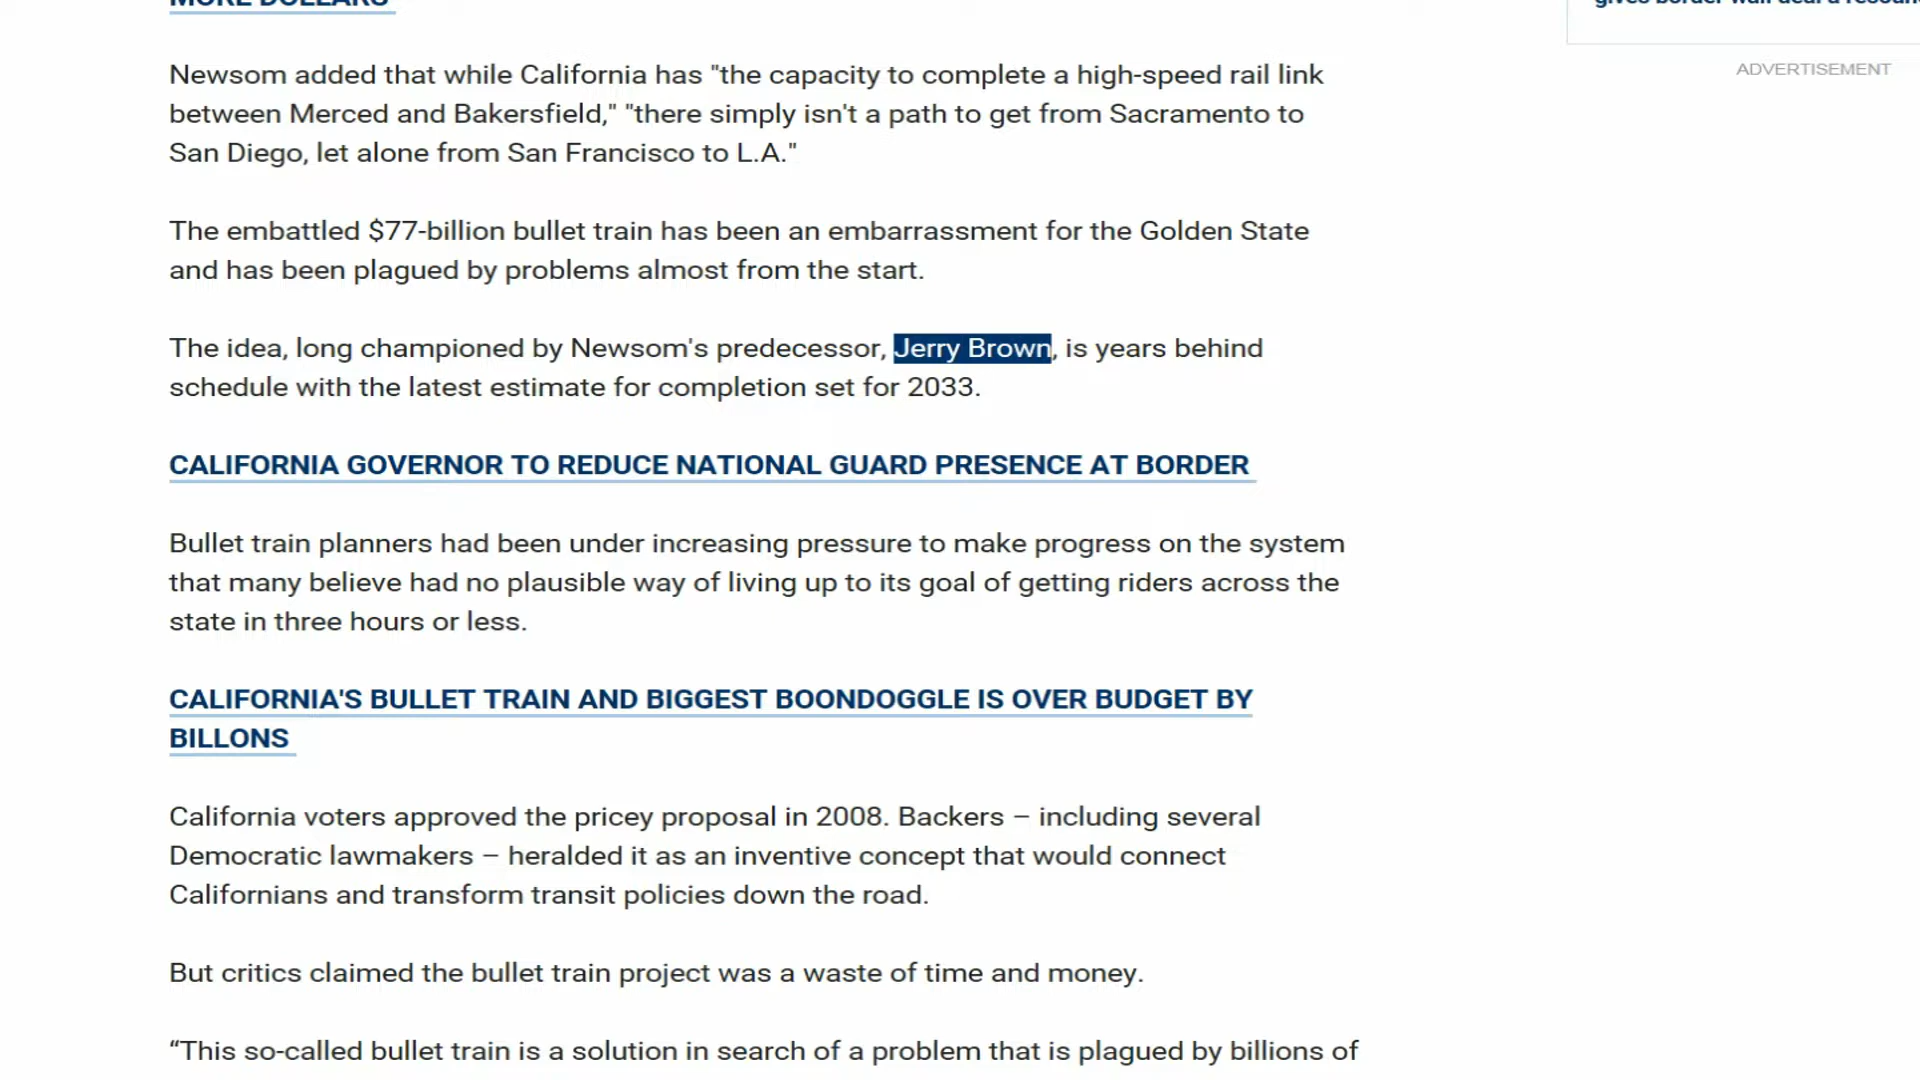 MORE DOLLARS
gives border wall deal a
ADVERTISEMENT
Newsom added that while California has "the capacity to complete a high-speed rail link
between Merced and Bakersfield," "there simply isn't a path to get from Sacramento to
San Diego, let alone from San Francisco to L.A."
The embattled $77-billion bullet train has been an embarrassment for the Golden State
and has been plagued by problems almost from the start.
The idea, long championed by Newsom's predecessor, Jerry Brown, is years behind
schedule with the latest estimate for completion set for 2033.
CALIFORNIA GOVERNOR TO REDUCE NATIONAL GUARD PRESENCE AT BORDER
Bullet train planners had been under increasing pressure to make progress on the system
that many believe had no plausible way of living up to its goal of getting riders across the
state in three hours or less.
CALIFORNIA'S BULLET TRAIN AND BIGGEST BOONDOGGLE IS OVER BUDGET BY
BILLONS
California voters approved the pricey proposal in 2008. Backers – including several
Democratic lawmakers – heralded it as an inventive concept that would connect
Californians and transform transit policies down the road.
But critics claimed the bullet train project was a waste of time and money.
“This so-called bullet train is a solution in search of a problem that is plagued by billions of